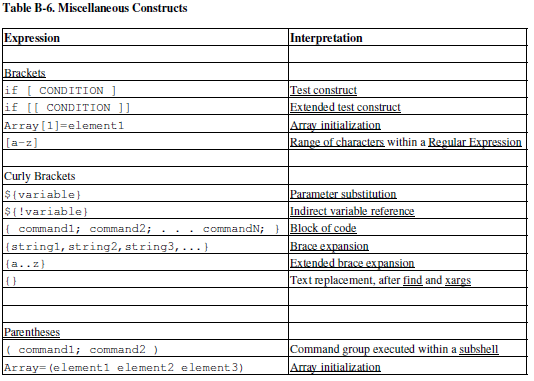 Table B-6. Miscellaneous Constructs
Expression Interpretation
Brackets
if [ CONDITION ] Test construct
if [[ CONDITION ]] Extended test construct
Array[1]=element1 Array initialization
[a-z] Range of characters within a Regular Expression
Curly Brackets
${variable} Parameter substitution
${!variable} Indirect variable reference
{ command1; command2; . . . commandN; } Block of code
{string1,string2,string3,...} Brace expansion
{a..z} Extended brace expansion
{} Text replacement, after find and xargs
Parentheses
( command1; command2 ) Command group executed within a subshell
Array=(element1 element2 element3) Array initialization